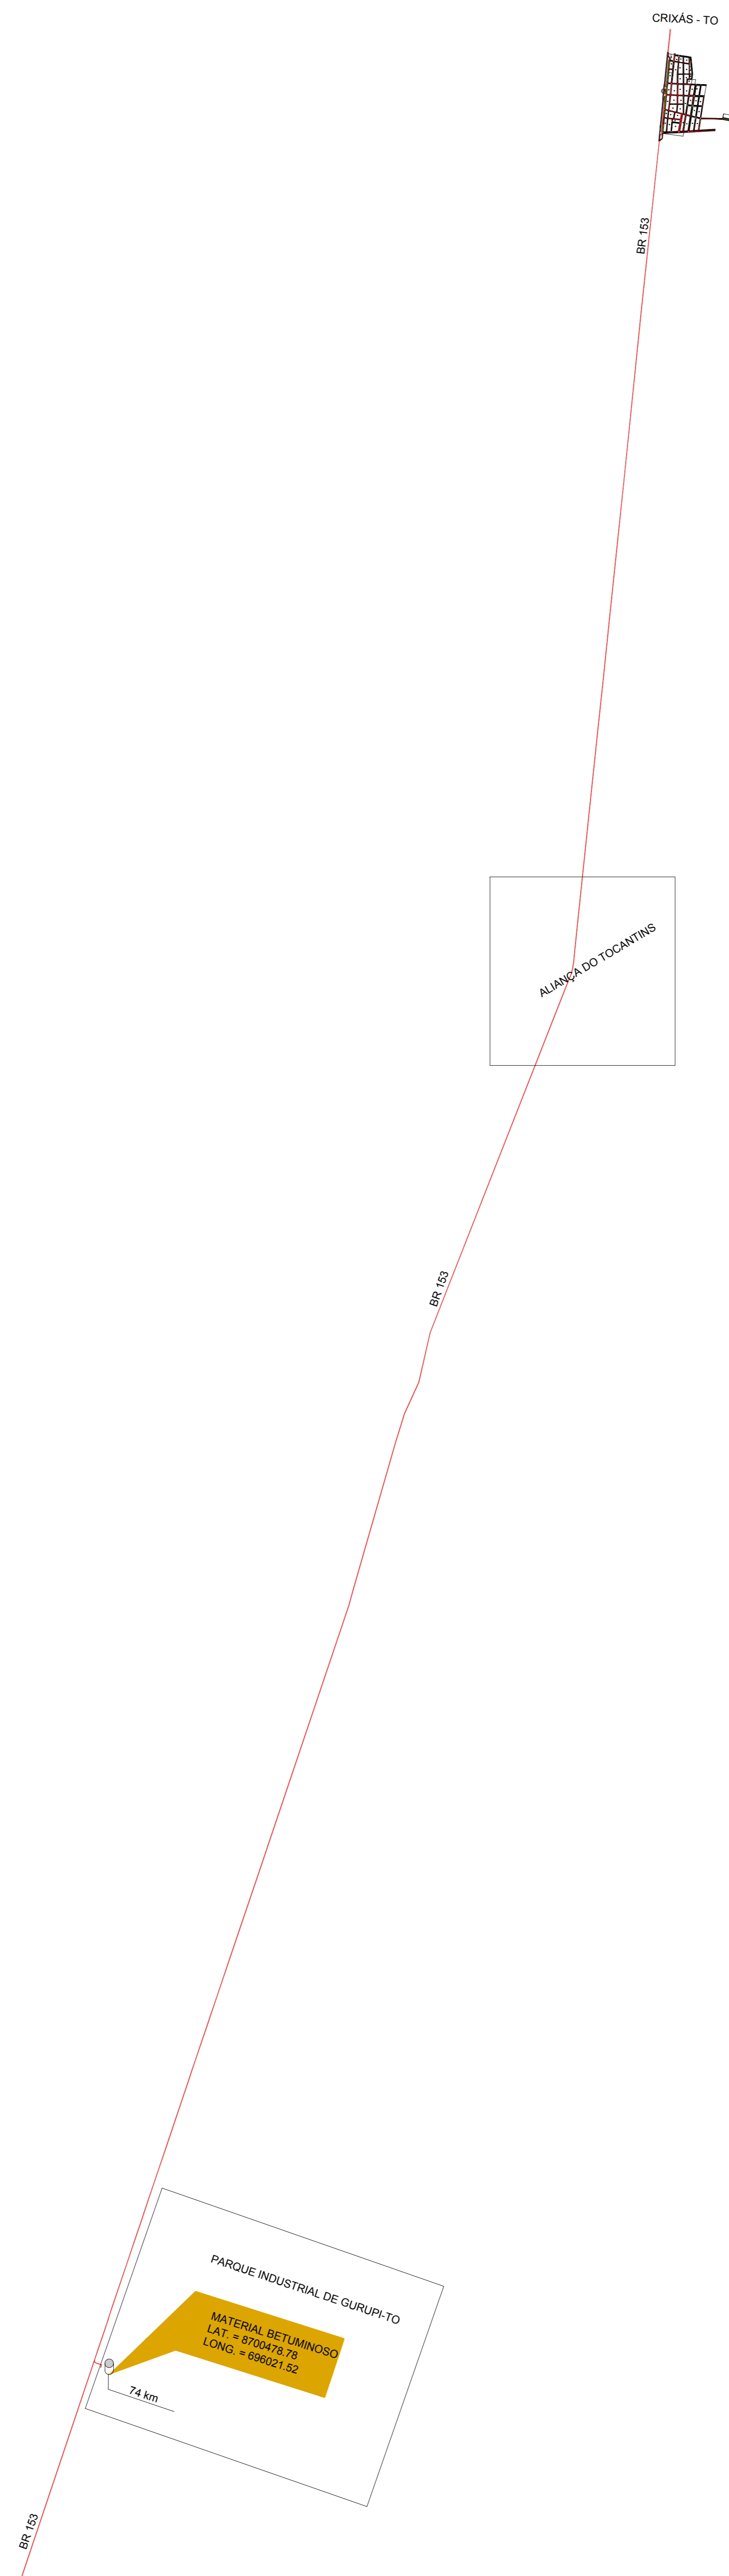 CRIXÁS - TO
BR 153
ALIANÇA DO TOCANTINS
BR 153
PARQUE INDUSTRIAL DE GURUPI-TO
MATERIAL BETUMINOSO
LAT. = 8700478.78
LONG. = 696021.52
74 km
BR 153